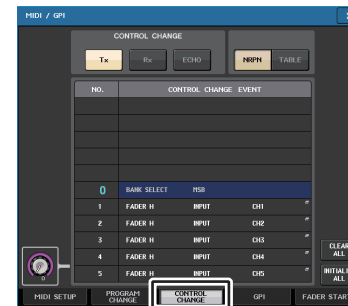 MIDI / GPI
CONTROL CHANGE
Tx Rx ECHO NRPN TABLE
NO. CONTROL CHANGE EVENT
0 BANK SELECT MSB
1 FADER H INPUT CH1
2 FADER H INPUT CH2
3 FADER H INPUT CH3
4 FADER H INPUT CH4
5 FADER H INPUT CH5
CLEAR
ALL
INITIALI
ALL
MIDI SETUP PROGRAM CHANGE CONTROL CHANGE GPI FADER START